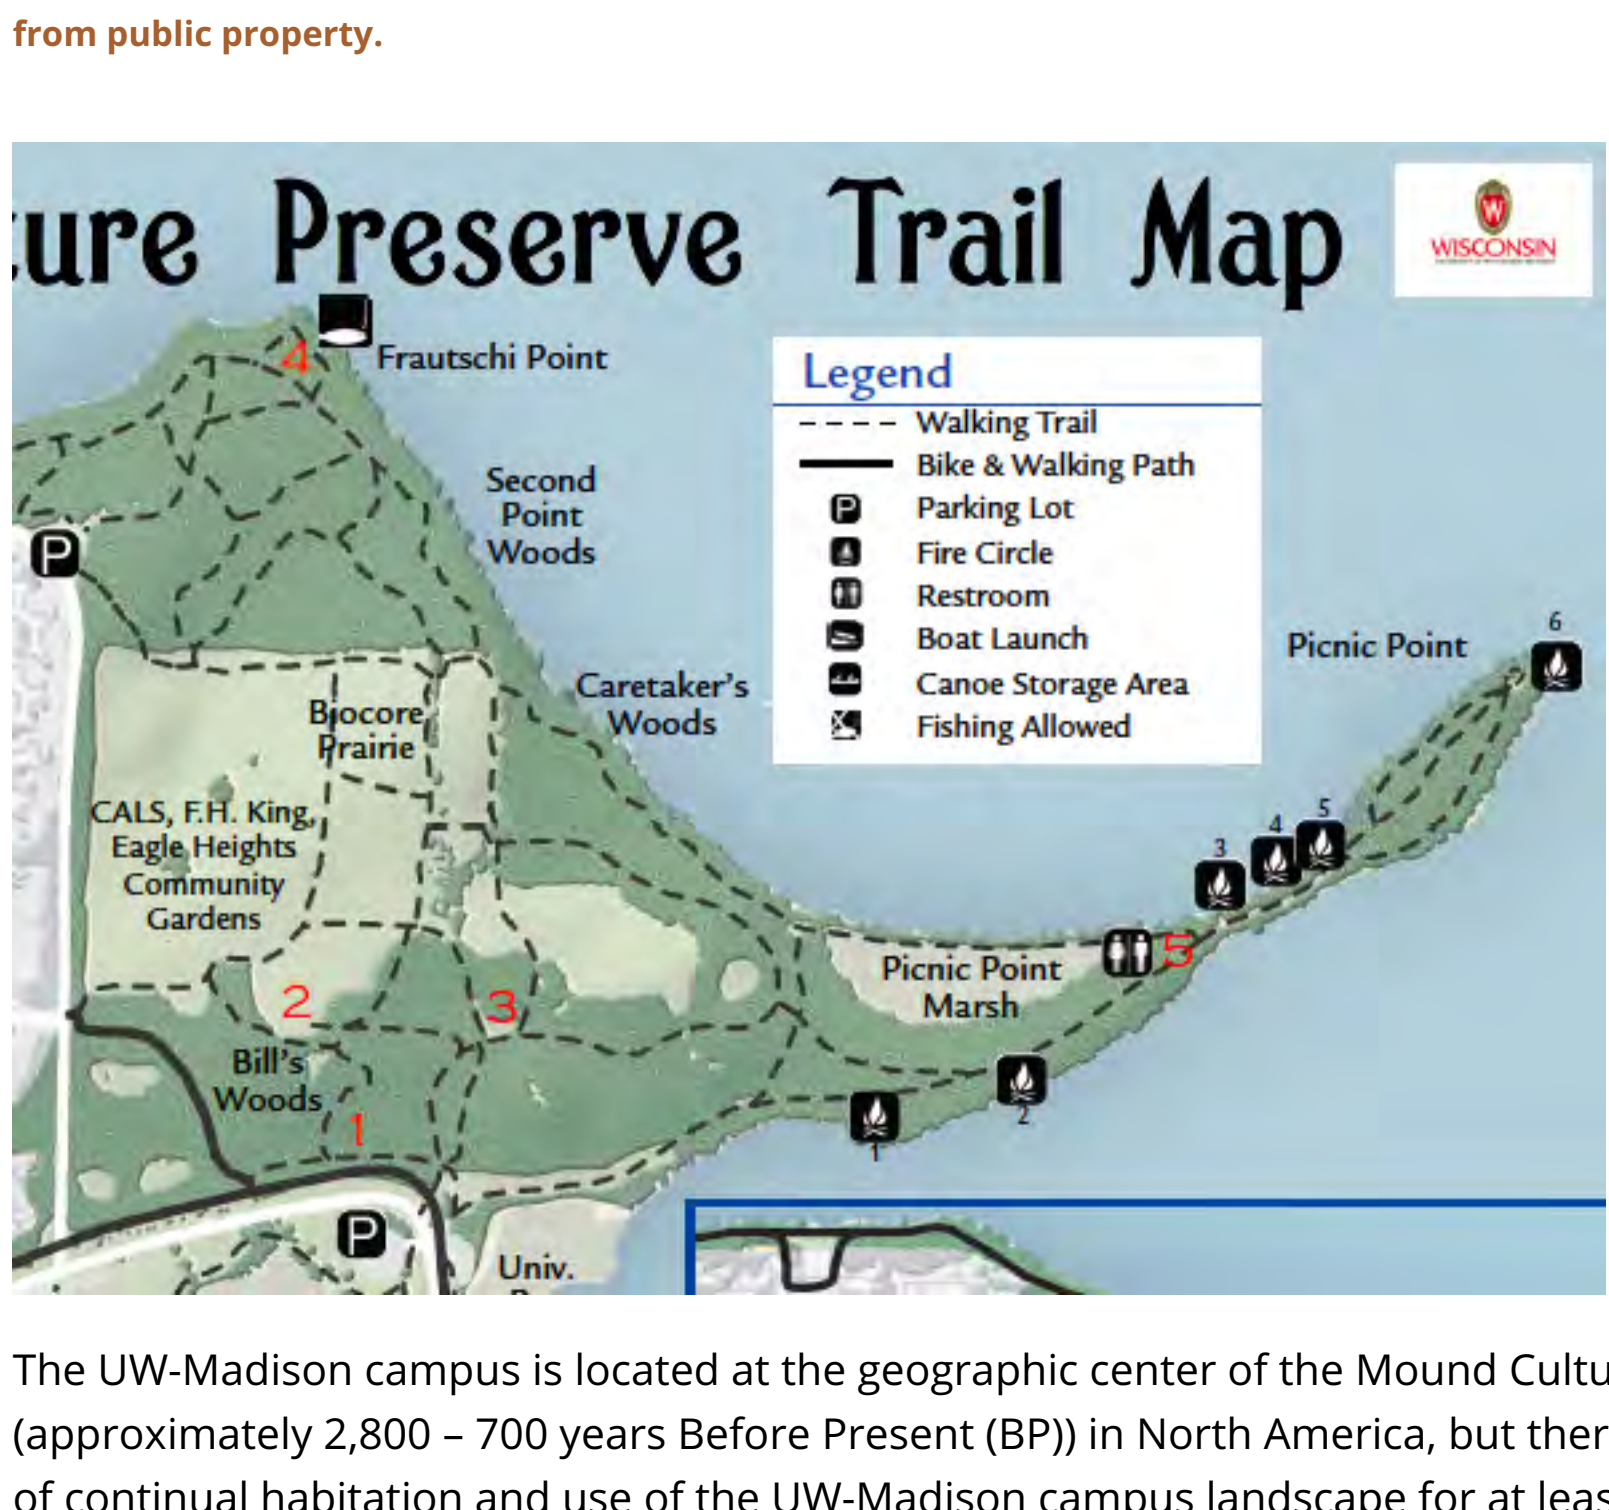 from public property.
ure Preserve Trail Map
WISCONSIN
4
Frautschi Point
Legend
Walking Trail
Bike & Walking Path
P Parking Lot
Fire Circle
Restroom
Boat Launch
Canoe Storage Area
Fishing Allowed
Second
Point
Woods
P
Picnic Point
6
Caretaker's
Woods
Biocore
Prairie
CALS, F.H. King,
Eagle Heights
Community
Gardens
3
4
5
5
Picnic Point
Marsh
2
3
Bill's
Woods
1
1
2
P
Univ.
The UW-Madison campus is located at the geographic center of the Mound Cultu
(approximately 2,800 – 700 years Before Present (BP)) in North America, but ther
of continual habitation and use of the UW-Madison campus landscape for at leas